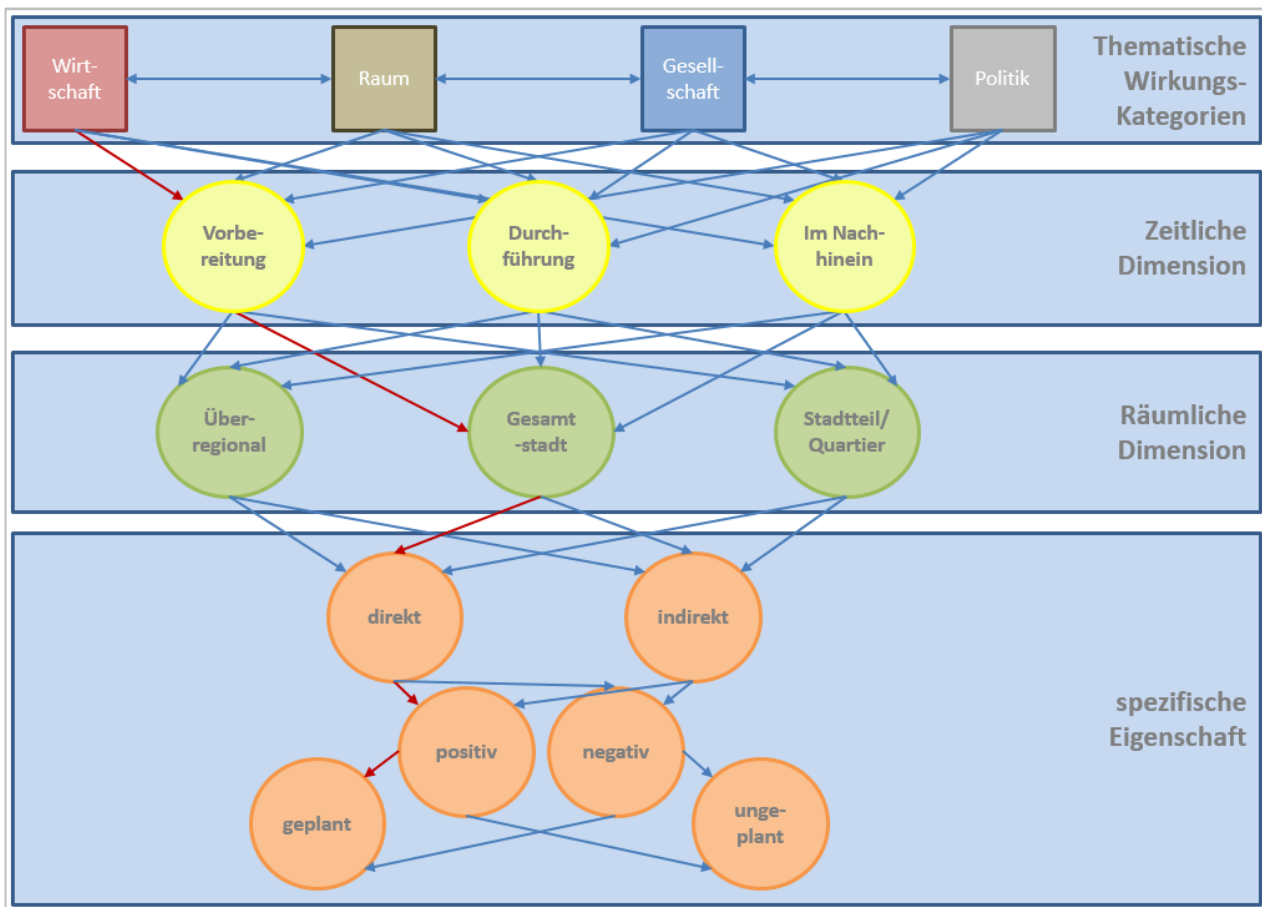 Wirt-
schaft
Raum
Gesell-
schaft
Politik
Thematische
Wirkungs-
Kategorien
Vorbe-
reitung
Durch-
führung
Im Nach-
hinein
Zeitliche
Dimension
Über-
regional
Gesamt
-stadt
Stadtteil/
Quartier
Räumliche
Dimension
direkt
indirekt
positiv
negativ
geplant
unge-
plant
spezifische
Eigenschaft